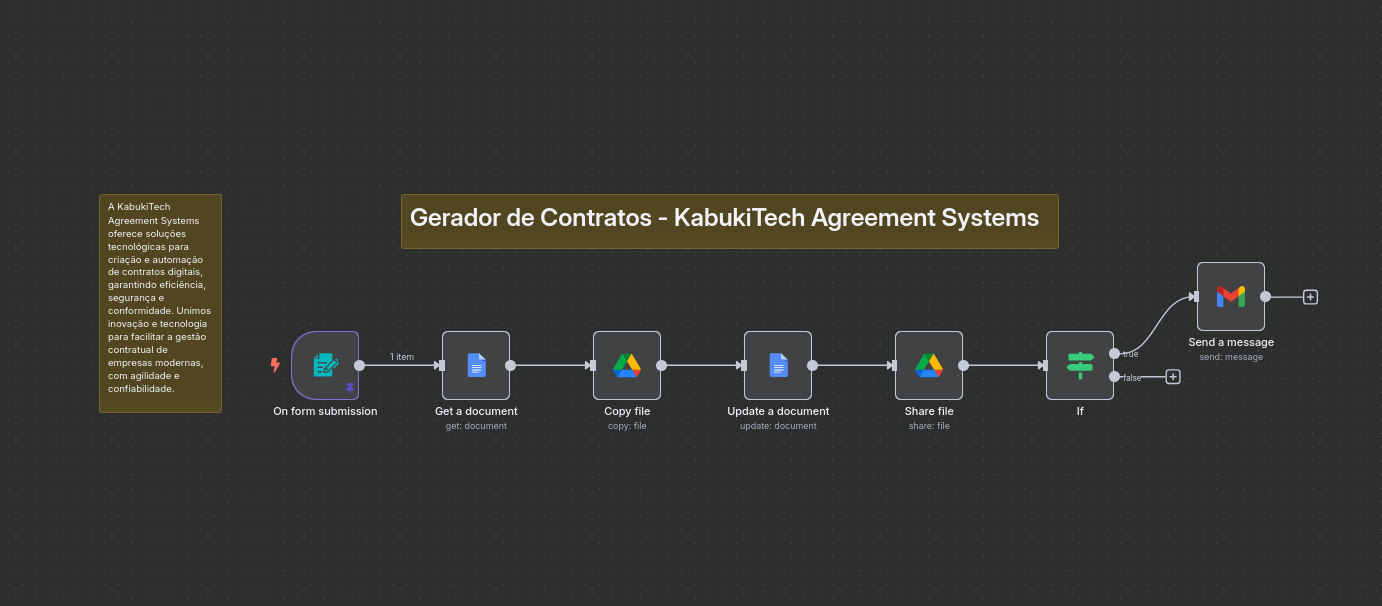 A KabukiTech
Agreement Systems
oferece soluções
tecnológicas para
criação e automação
de contratos digitais,
garantindo eficiência,
segurança e
conformidade. Unimos
inovação e tecnologia
para facilitar a gestão
contratual de
empresas modernas,
com agilidade e
confiabilidade.
Gerador de Contratos - KabukiTech Agreement Systems
1 item
On form submission
Get a document
get: document
Copy file
copy: file
Update a document
update: document
Share file
share: file
If
true
false
Send a message
send: message